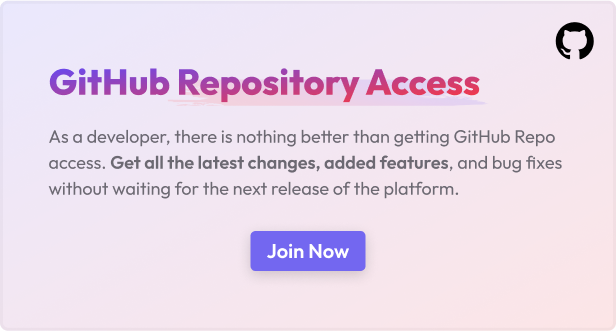 GitHub Repository Access
As a developer, there is nothing better than getting GitHub Repo
access. Get all the latest changes, added features, and bug fixes
without waiting for the next release of the platform.
Join Now